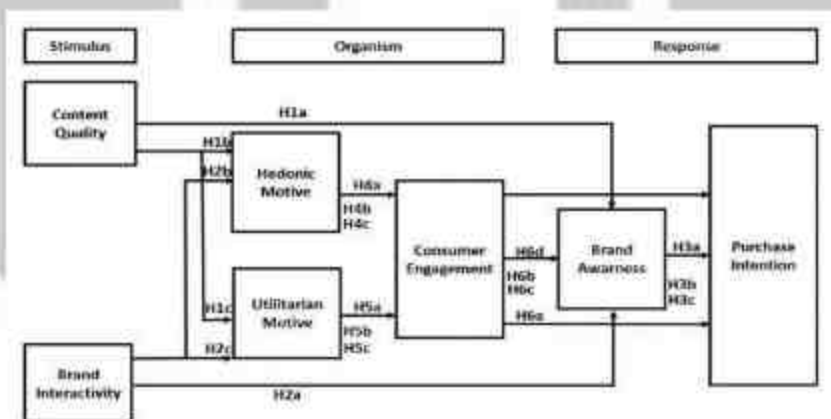 Stimulus
Organism
Response
Content
Quality
H1a
H1b
H2b
Hedonic
Motive
H4a
H4b
H4c
Consumer
Engagement
H6d
H6b
H6c
Brand
Awarness
H3a
H3b
H3c
Purchase
Intention
H1c
Utilitarian
Motive
H5a
H5b
H5c
H2c
Brand
Interactivity
H2a